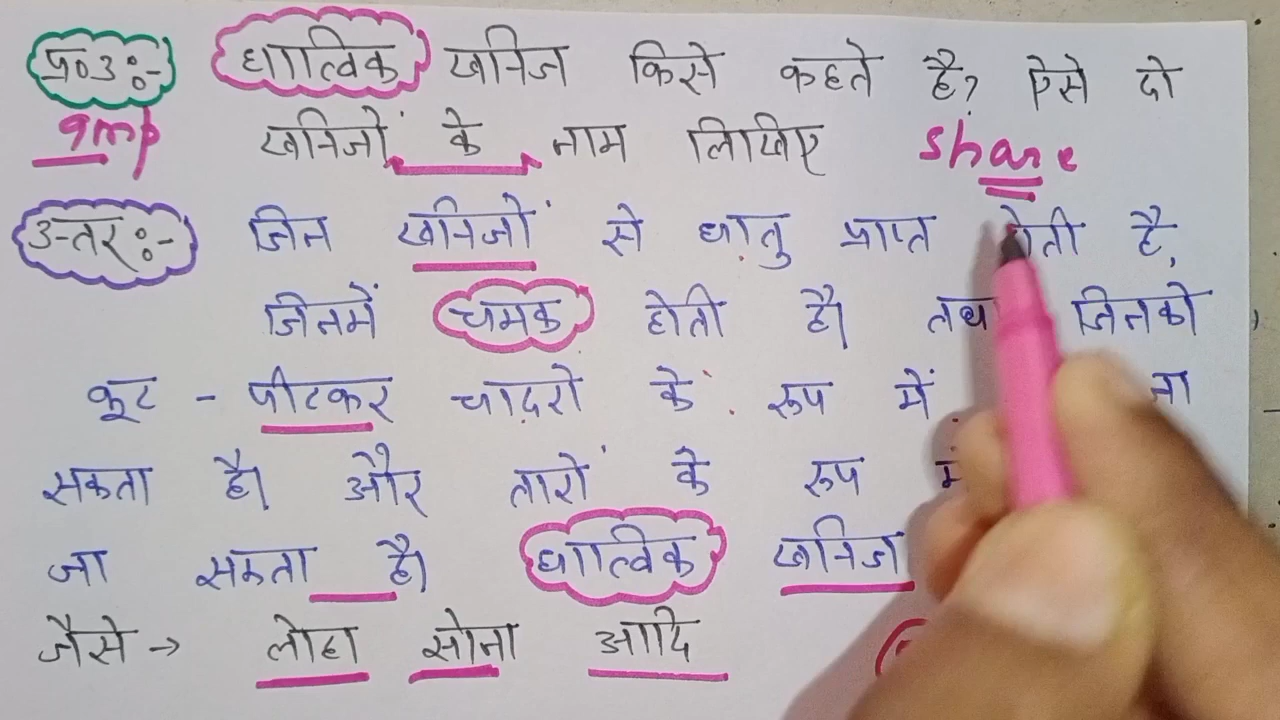 प्र०3:- धात्विक खनिज किसे कहते है? ऐसे दो
Imp खनिजों के नाम लिखिए share
उत्तर:- जिन खनिजों से धातु प्राप्त होती है,
जिनमें चमक होती है। तथा जिनको
कूट - पीटकर चादरो के रूप में जा
सकता है। और तारों के रूप में
जा सकता है। धात्विक खनिज
जैसे → लोहा सोना आदि